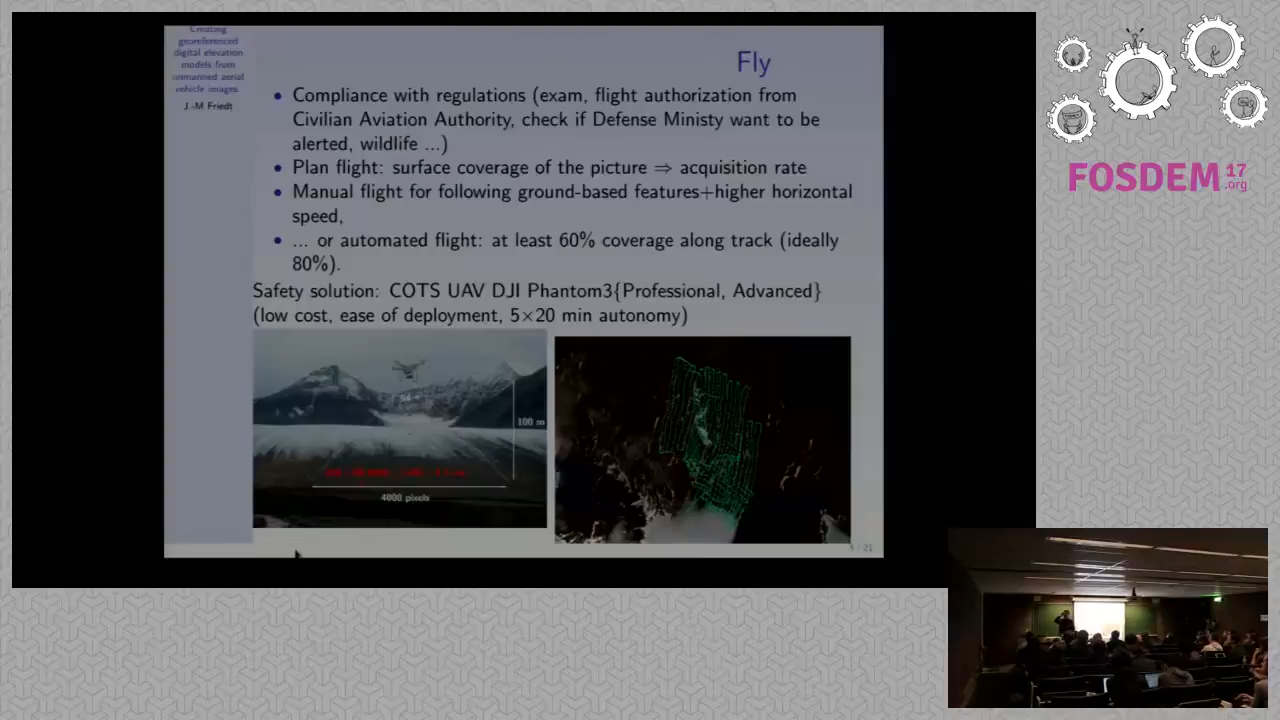 Creating
georeferenced
digital elevation
models from
unmanned aerial
vehicle images
J.-M Friedt
Fly
• Compliance with regulations (exam, flight authorization from
Civilian Aviation Authority, check if Defense Ministy want to be
alerted, wildlife ...)
• Plan flight: surface coverage of the picture ⇒ acquisition rate
• Manual flight for following ground-based features+higher horizontal
speed,
• ... or automated flight: at least 60% coverage along track (ideally
80%).
Safety solution: COTS UAV DJI Phantom3{Professional, Advanced}
(low cost, ease of deployment, 5×20 min autonomy)
100 m
4000 pixels
/ 21
FOSDEM 17
.org